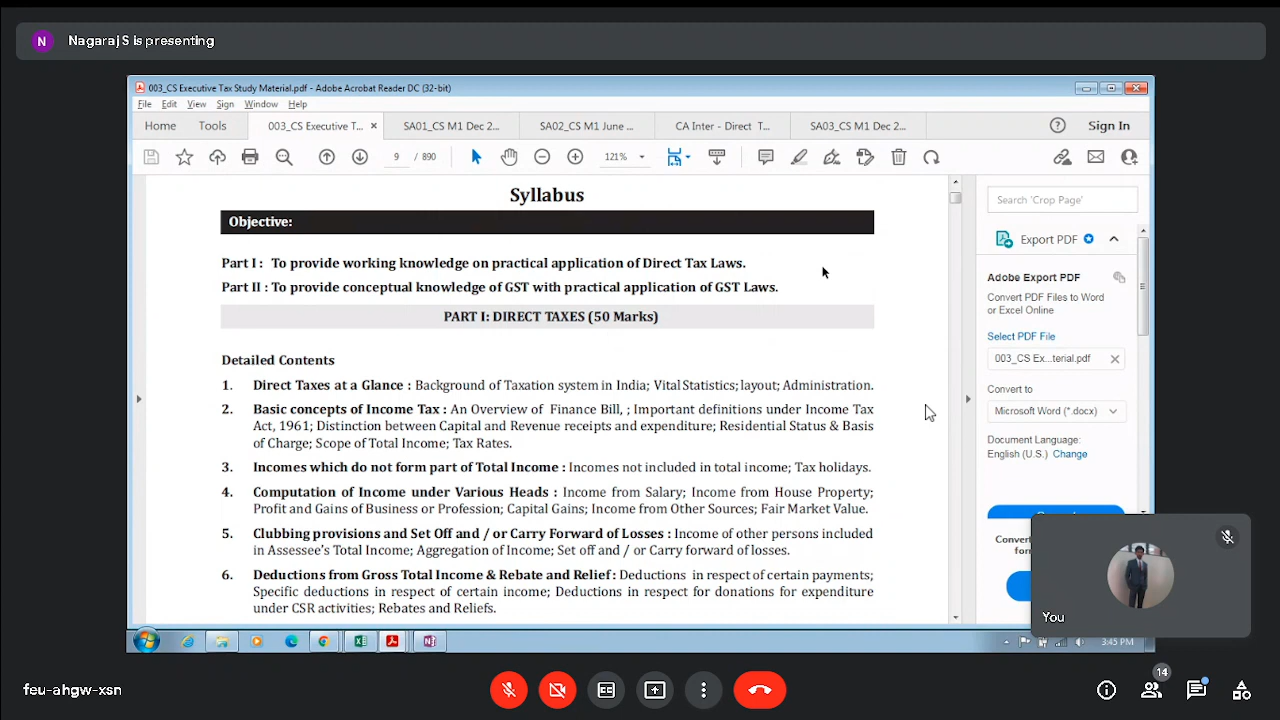 N
Nagaraj S is presenting
003_CS Executive Tax Study Material.pdf - Adobe Acrobat Reader DC (32-bit)
File Edit View Sign Window Help
Home Tools 003_CS Executive T... × SA01_CS M1 Dec 2... SA02_CS M1 June ... CA Inter - Direct T... SA03_CS M1 Dec 2... Sign In
9 / 890 121%
Syllabus
Objective:
Part I : To provide working knowledge on practical application of Direct Tax Laws.
Part II : To provide conceptual knowledge of GST with practical application of GST Laws.
PART I: DIRECT TAXES (50 Marks)
Detailed Contents
1. Direct Taxes at a Glance : Background of Taxation system in India; Vital Statistics; layout; Administration.
2. Basic concepts of Income Tax : An Overview of Finance Bill, ; Important definitions under Income Tax
Act, 1961; Distinction between Capital and Revenue receipts and expenditure; Residential Status & Basis
of Charge; Scope of Total Income; Tax Rates.
3. Incomes which do not form part of Total Income : Incomes not included in total income; Tax holidays.
4. Computation of Income under Various Heads : Income from Salary; Income from House Property;
Profit and Gains of Business or Profession; Capital Gains; Income from Other Sources; Fair Market Value.
5. Clubbing provisions and Set Off and / or Carry Forward of Losses : Income of other persons included
in Assessee's Total Income; Aggregation of Income; Set off and / or Carry forward of losses.
6. Deductions from Gross Total Income & Rebate and Relief : Deductions in respect of certain payments;
Specific deductions in respect of certain income; Deductions in respect for donations for expenditure
under CSR activities; Rebates and Reliefs.
Search 'Crop Page'
Export PDF
Adobe Export PDF
Convert PDF Files to Word
or Excel Online
Select PDF File
003_CS Ex...terial.pdf ×
Convert to
Microsoft Word (*.docx)
Document Language:
English (U.S.) Change
You
3:45 PM
feu-ahgw-xsn
14